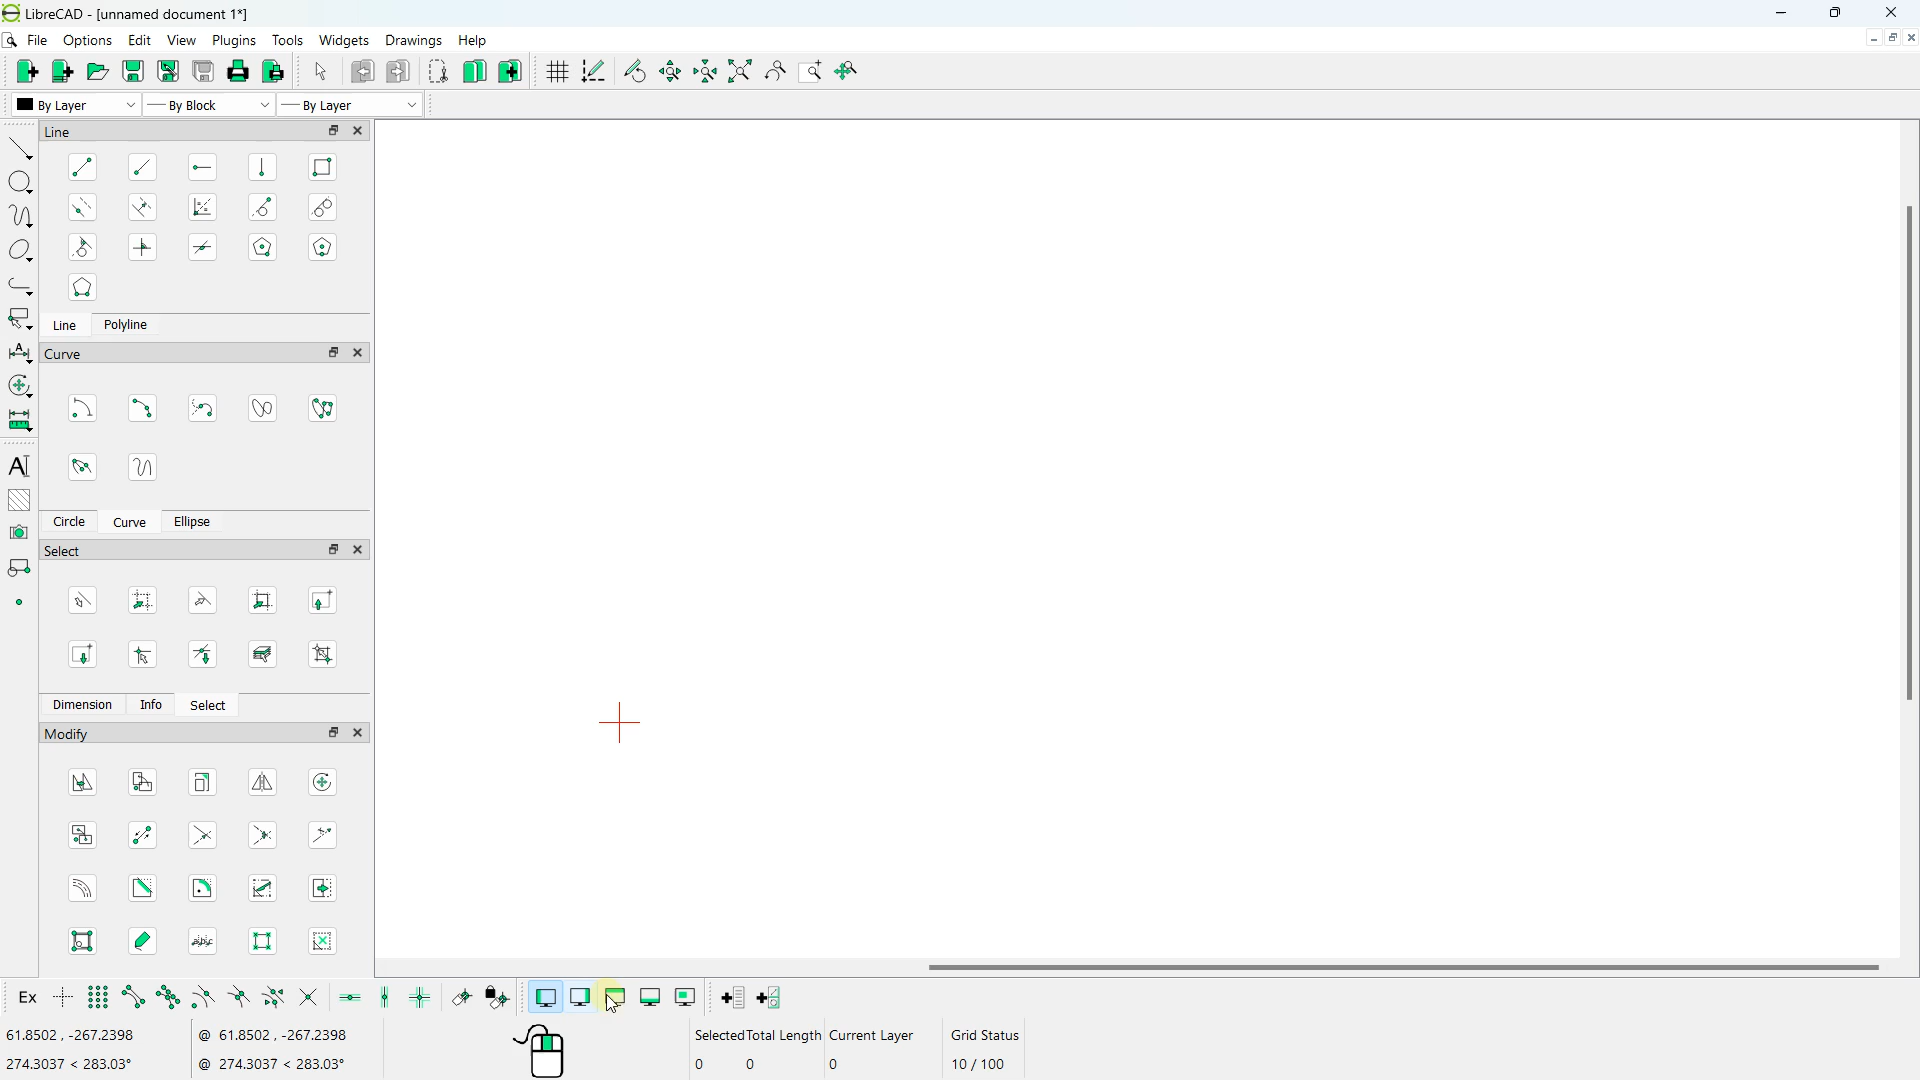 LibreCAD - [unnamed document 1*]
File Options Edit View Plugins Tools Widgets Drawings Help
By Layer By Block By Layer
Line
Line Polyline
Curve
Circle Curve Ellipse
Select
Dimension Info Select
Modify
abc
A
A
Ex
61.8502 , -267.2398 @ 61.8502 , -267.2398 Selected Total Length Current Layer Grid Status
274.3037 < 283.03° @ 274.3037 < 283.03° 0 0 0 10 / 100